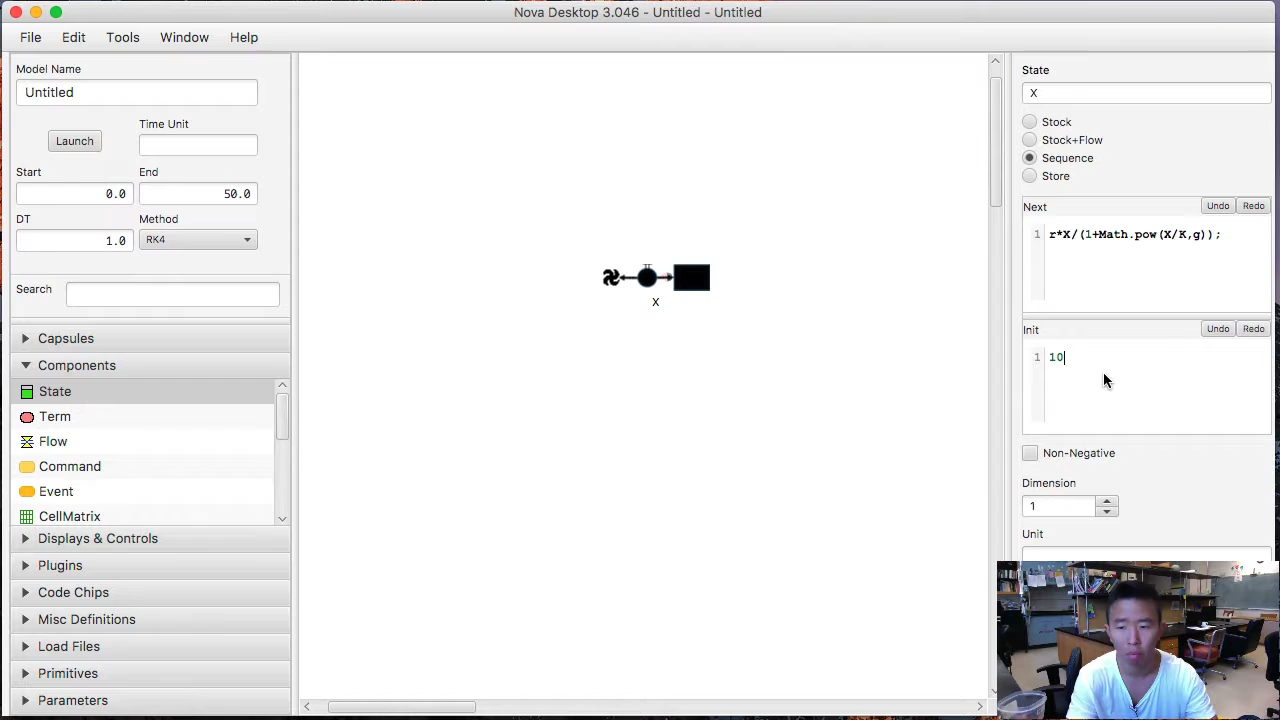 Nova Desktop 3.046 - Untitled - Untitled
File Edit Tools Window Help
Model Name
Untitled
Launch
Time Unit
Start
End
0.0
50.0
DT
Method
1.0
RK4
Search
Capsules
Components
State
Term
Flow
Command
Event
CellMatrix
Displays & Controls
Plugins
Code Chips
Misc Definitions
Load Files
Primitives
Parameters
X
State
X
Stock
Stock+Flow
Sequence
Store
Next Undo Redo
1 r*X/(1+Math.pow(X/K,g));
Init Undo Redo
1 10
Non-Negative
Dimension
1
Unit